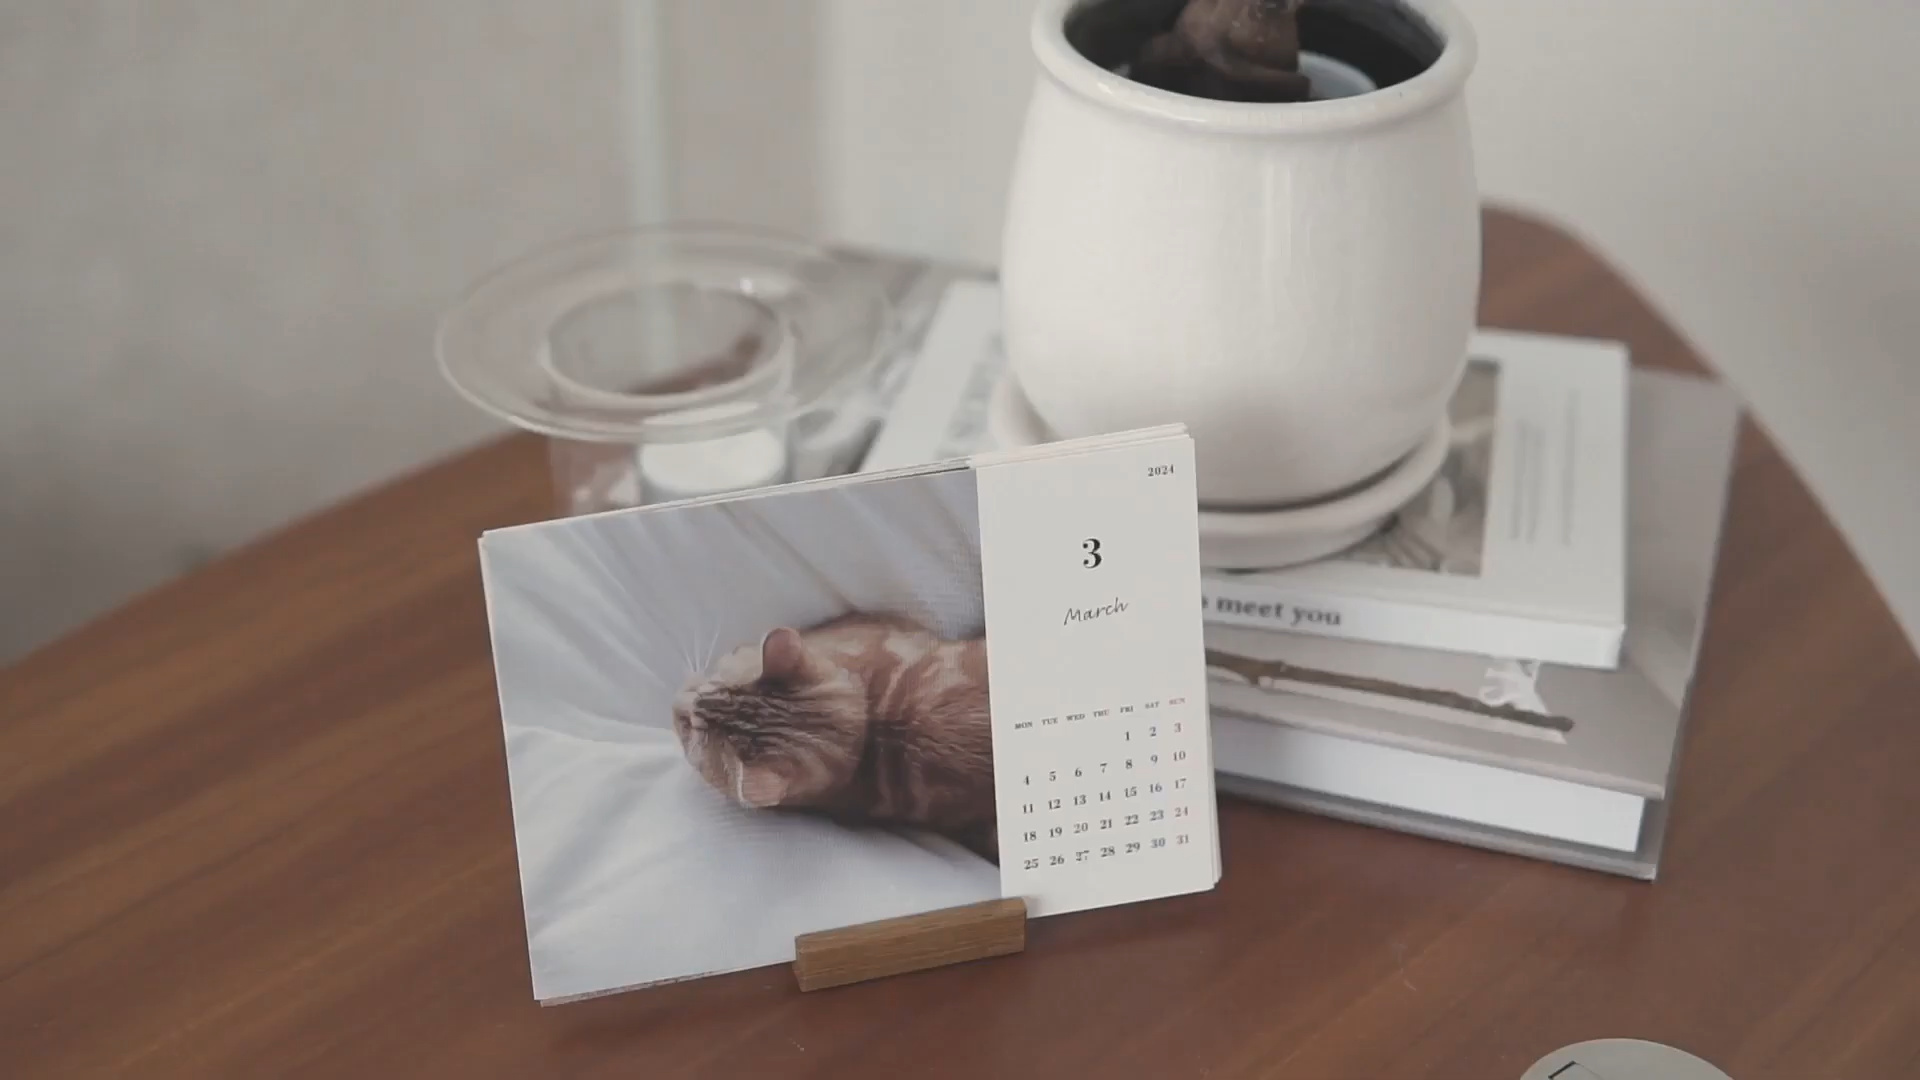 2024
3
March
MON TUE WED THU FRI SAT SUN
1 2 3
4 5 6 7 8 9 10
11 12 13 14 15 16 17
18 19 20 21 22 23 24
25 26 27 28 29 30 31
meet you